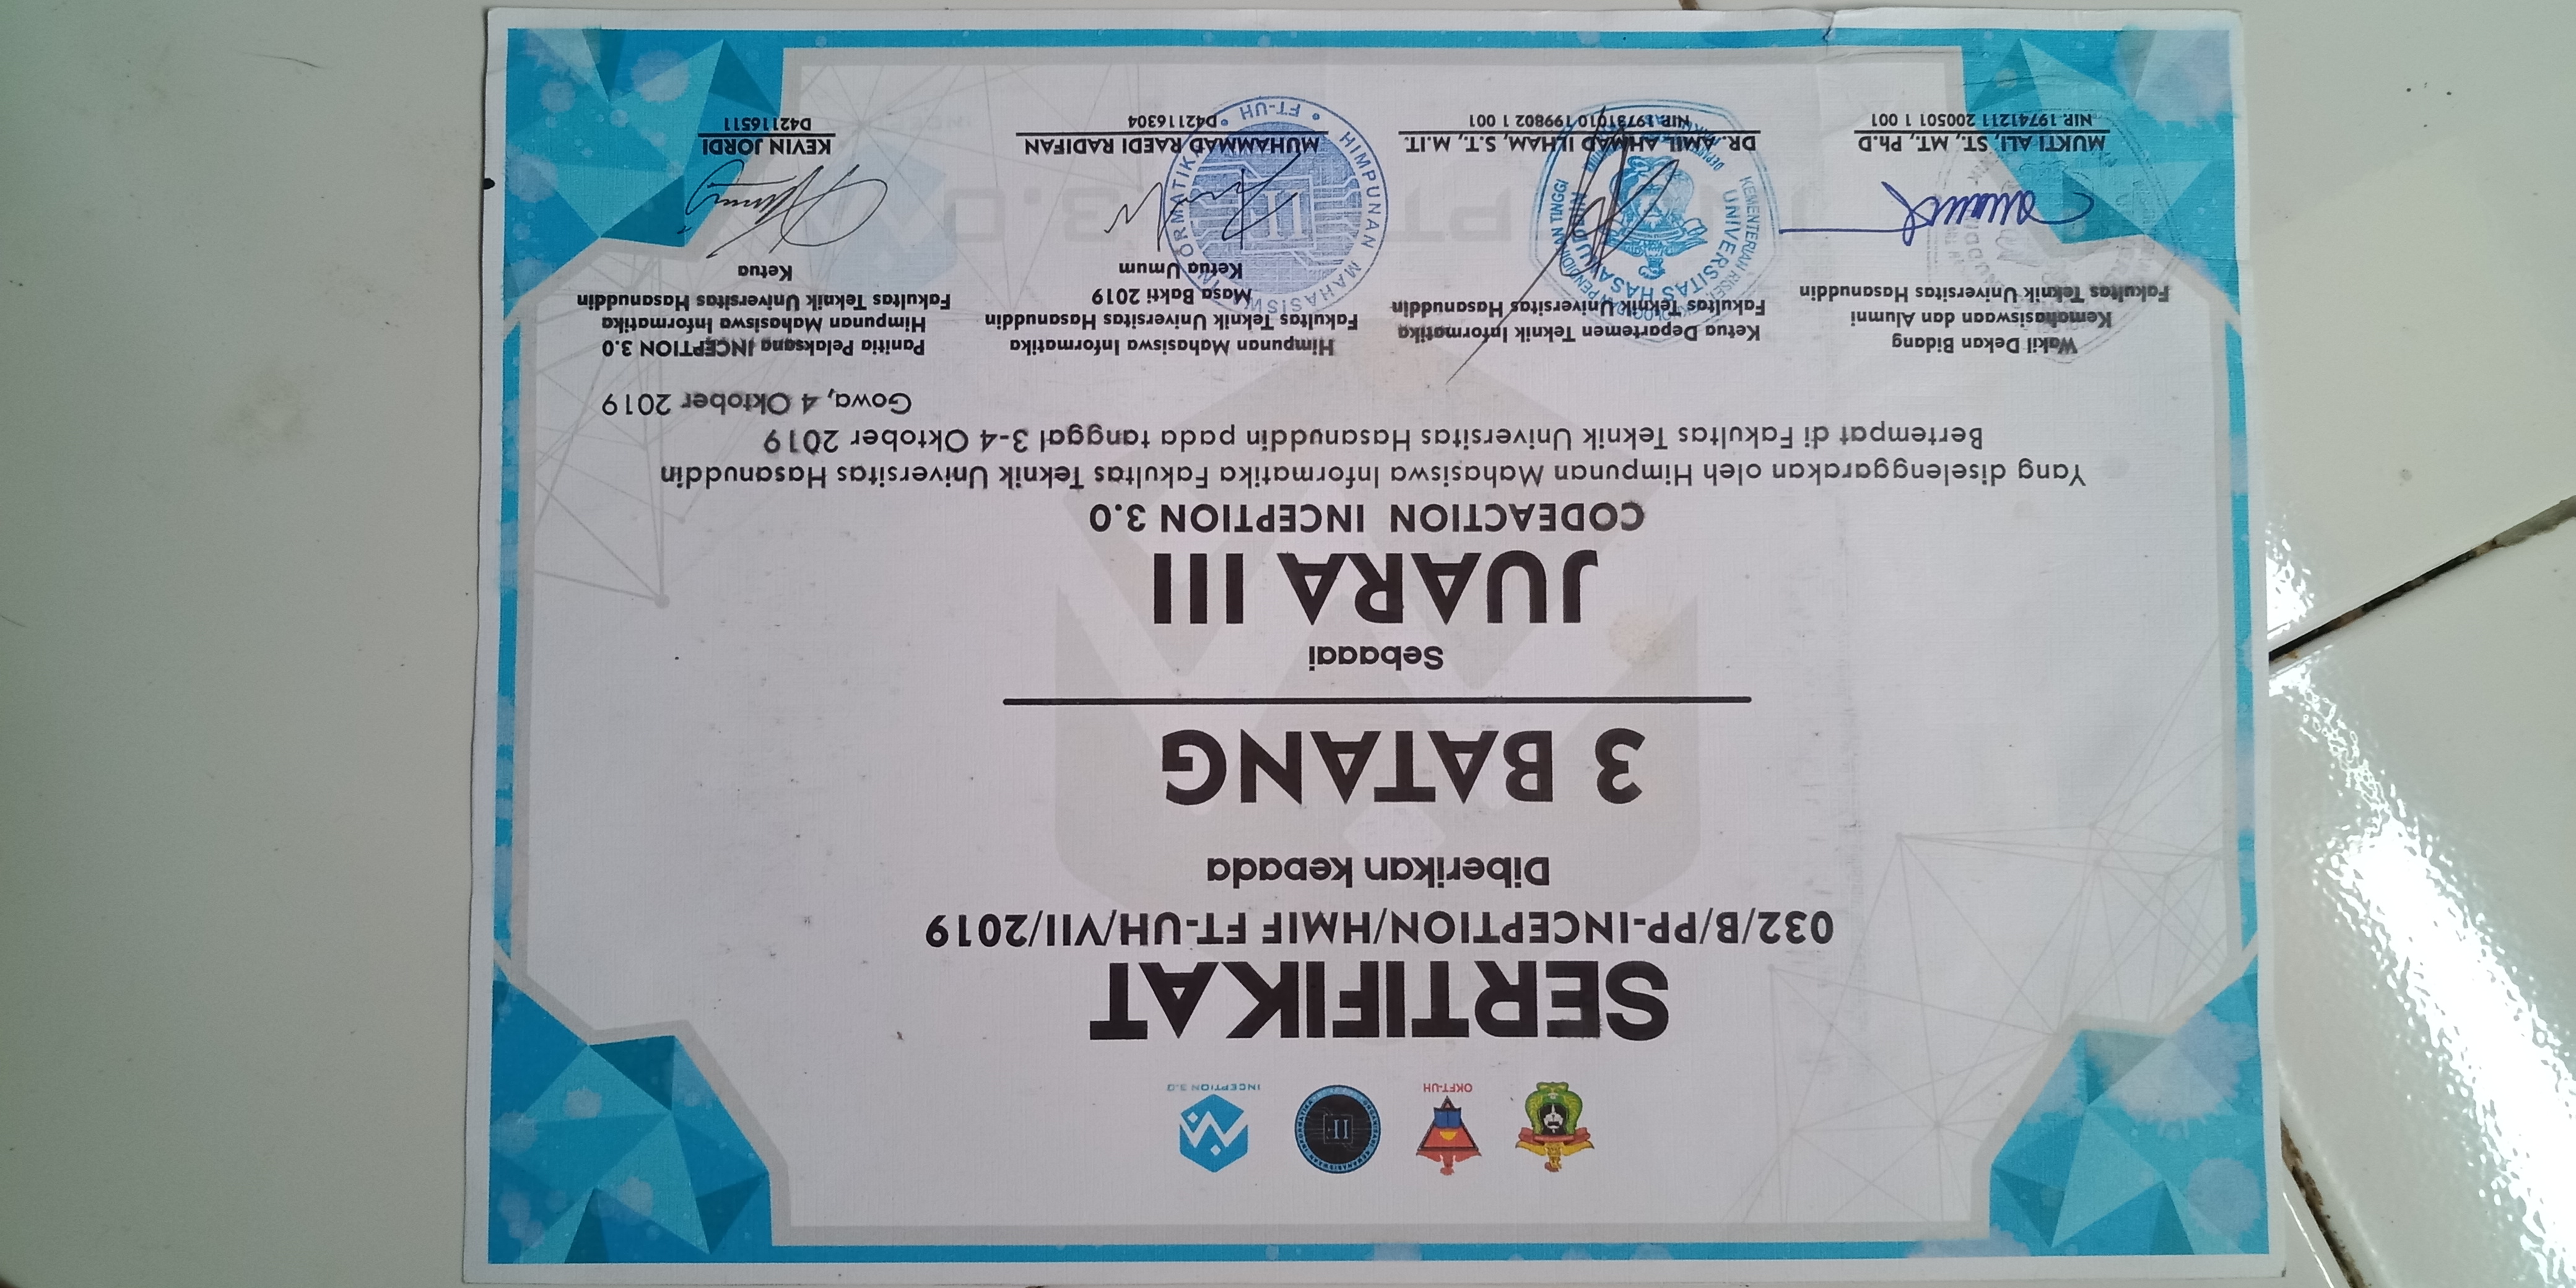 OKFT-UH
IF
INCEPTION 3.0
SERTIFIKAT
032/B/PP-INCEPTION/HMIF FT-UH/VII/2019
Diberikan kepada
3 BATANG
Sebagai
JUARA III
CODEACTION INCEPTION 3.0
Yang diselenggarakan oleh Himpunan Mahasiswa Informatika Fakultas Teknik Universitas Hasanuddin
Bertempat di Fakultas Teknik Universitas Hasanuddin pada tanggal 3-4 Oktober 2019
Gowa, 4 Oktober 2019
Wakil Dekan Bidang
Kemahasiswaan dan Alumni
Fakultas Teknik Universitas Hasanuddin
MUKTI ALI, ST., MT., Ph.D
NIP. 19741211 200501 1 001
Ketua Departemen Teknik Informatika
Fakultas Teknik Universitas Hasanuddin
KEMENTERIAN RISET, TEKNOLOGI DAN PENDIDIKAN TINGGI
UNIVERSITAS HASANUDDIN
DR. AMIL AHMAD ILHAM, S.T., M.IT.
NIP. 19731010 199802 1 001
Himpunan Mahasiswa Informatika
Fakultas Teknik Universitas Hasanuddin
Masa Bakti 2019
Ketua Umum
HIMPUNAN MAHASISWA INFORMATIKA
FT-UH
MUHAMMAD RAEDI RADIFAN
D42116304
Panitia Pelaksana INCEPTION 3.0
Himpunan Mahasiswa Informatika
Fakultas Teknik Universitas Hasanuddin
Ketua
KEVIN JORDI
D42116511